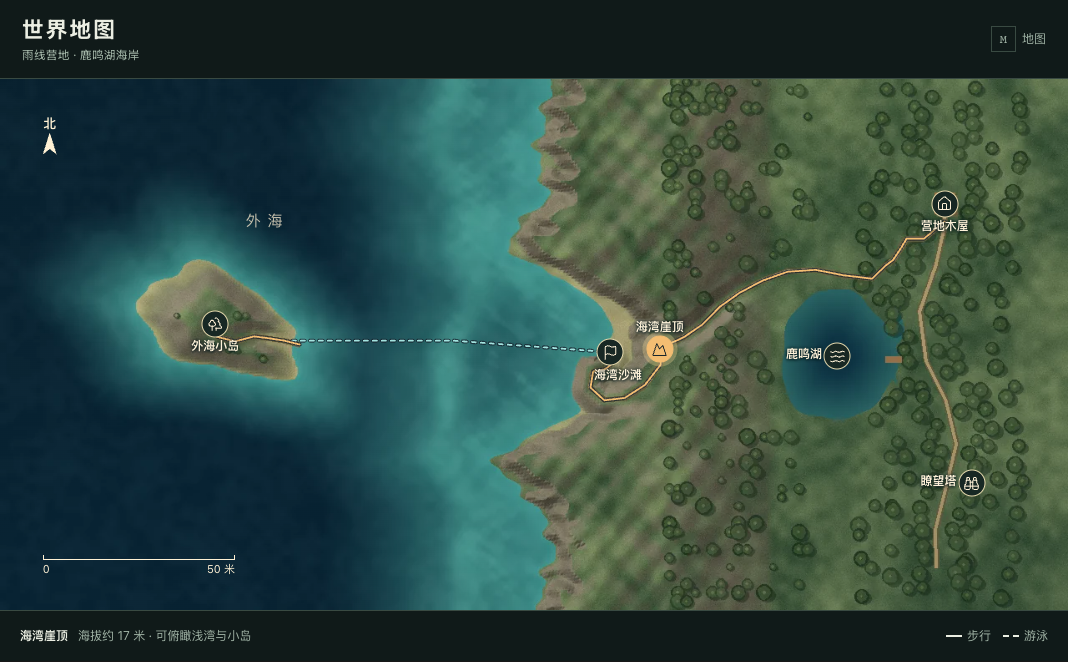 世界地图
雨线营地 · 鹿鸣湖海岸
M 地图
北
外海
营地木屋
外海小岛
海湾崖顶
鹿鸣湖
海湾沙滩
瞭望塔
0 50 米
海湾崖顶 海拔约 17 米 · 可俯瞰浅湾与小岛
步行 游泳